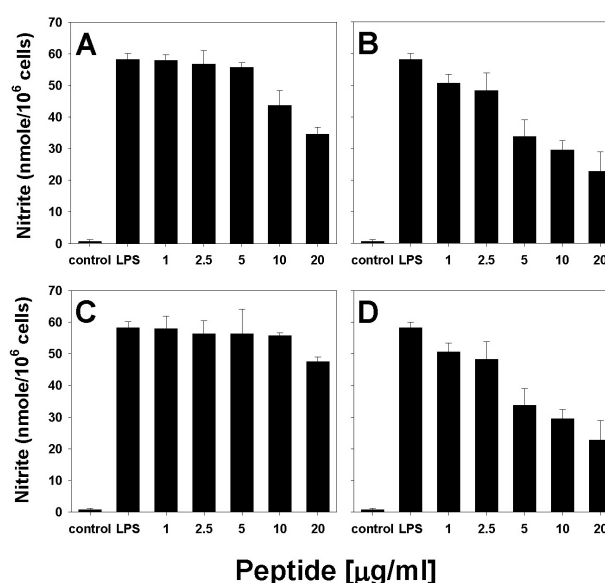 A
B
Nitrite (nmole/10⁶ cells)
70
60
50
40
30
20
10
0
control LPS 1 2.5 5 10 20
control LPS 1 2.5 5 10 20
C
D
Nitrite (nmole/10⁶ cells)
70
60
50
40
30
20
10
0
control LPS 1 2.5 5 10 20
control LPS 1 2.5 5 10 20
Peptide [μg/ml]